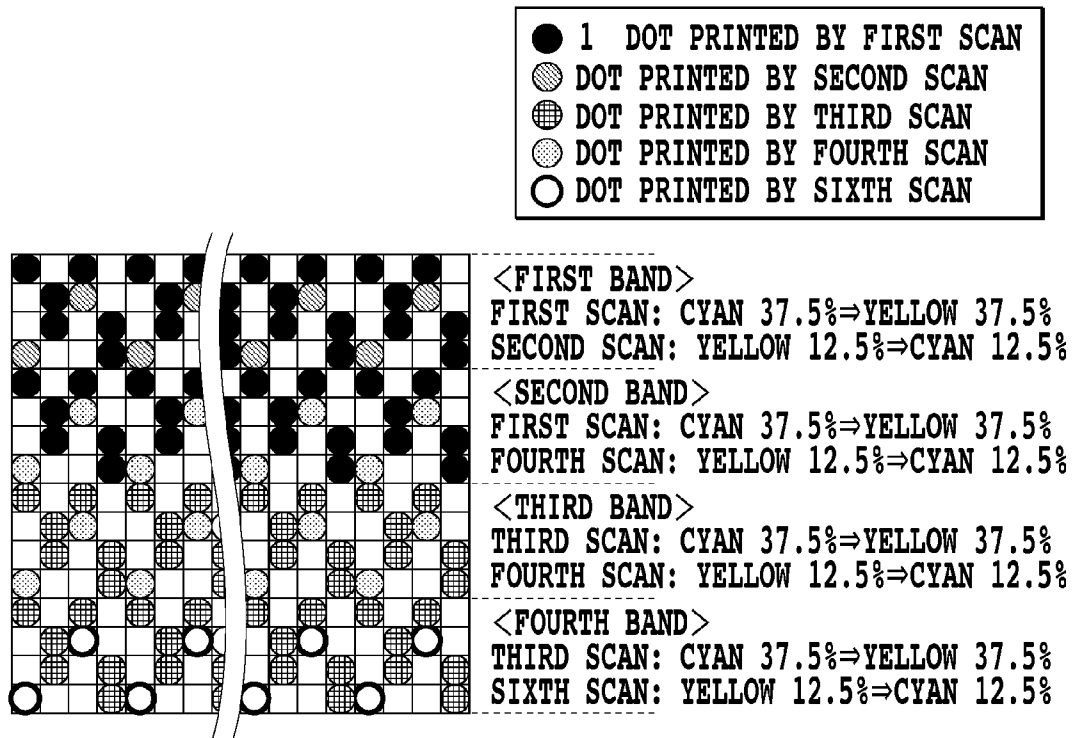 1 DOT PRINTED BY FIRST SCAN
DOT PRINTED BY SECOND SCAN
DOT PRINTED BY THIRD SCAN
DOT PRINTED BY FOURTH SCAN
DOT PRINTED BY SIXTH SCAN
<FIRST BAND>
FIRST SCAN: CYAN 37.5%⇒YELLOW 37.5%
SECOND SCAN: YELLOW 12.5%⇒CYAN 12.5%
<SECOND BAND>
FIRST SCAN: CYAN 37.5%⇒YELLOW 37.5%
FOURTH SCAN: YELLOW 12.5%⇒CYAN 12.5%
<THIRD BAND>
THIRD SCAN: CYAN 37.5%⇒YELLOW 37.5%
FOURTH SCAN: YELLOW 12.5%⇒CYAN 12.5%
<FOURTH BAND>
THIRD SCAN: CYAN 37.5%⇒YELLOW 37.5%
SIXTH SCAN: YELLOW 12.5%⇒CYAN 12.5%